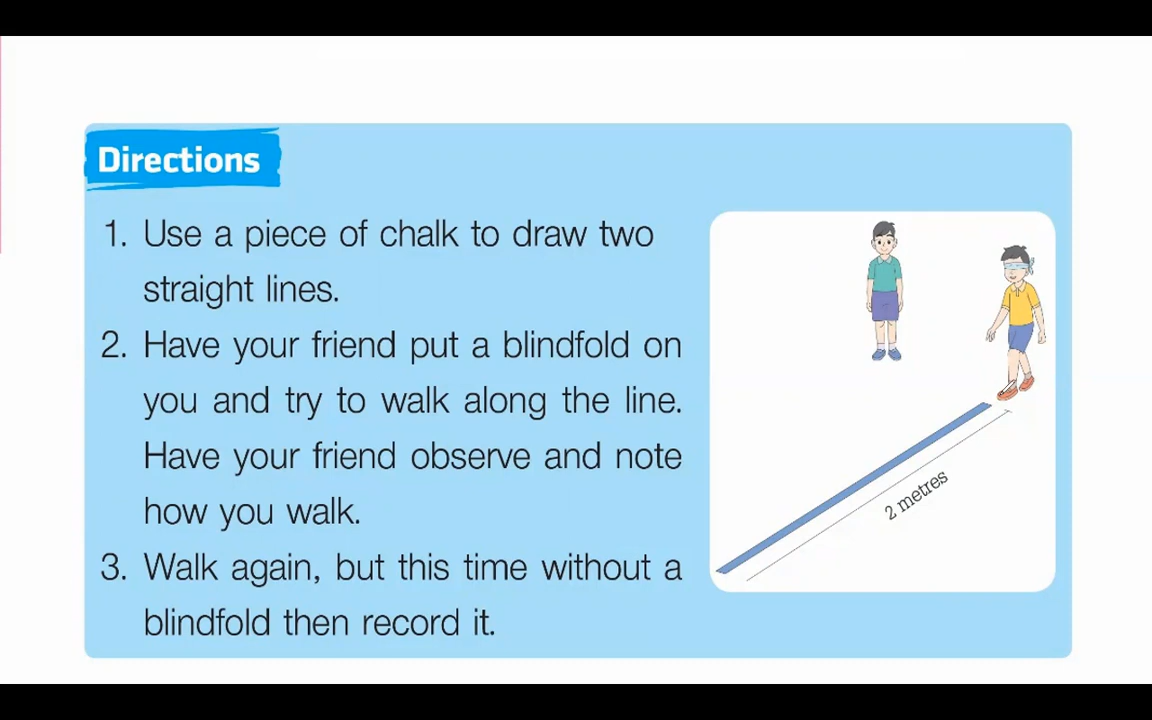 Directions
1. Use a piece of chalk to draw two
straight lines.
2. Have your friend put a blindfold on
you and try to walk along the line.
Have your friend observe and note
how you walk.
3. Walk again, but this time without a
blindfold then record it.
2 metres